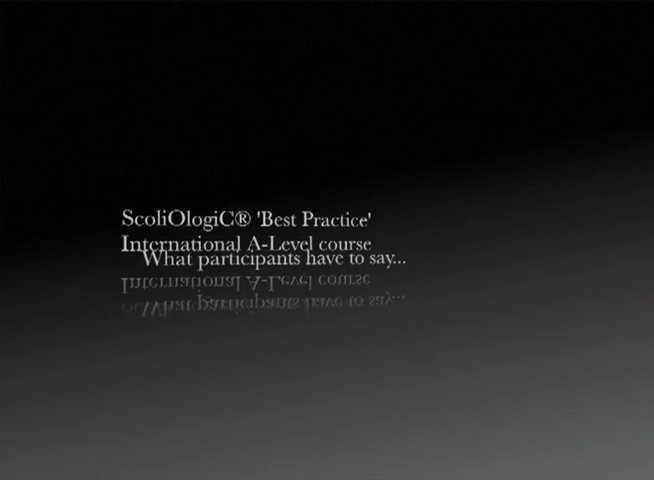 ScoliOlogiC® 'Best Practice'
International A-Level course
What participants have to say...